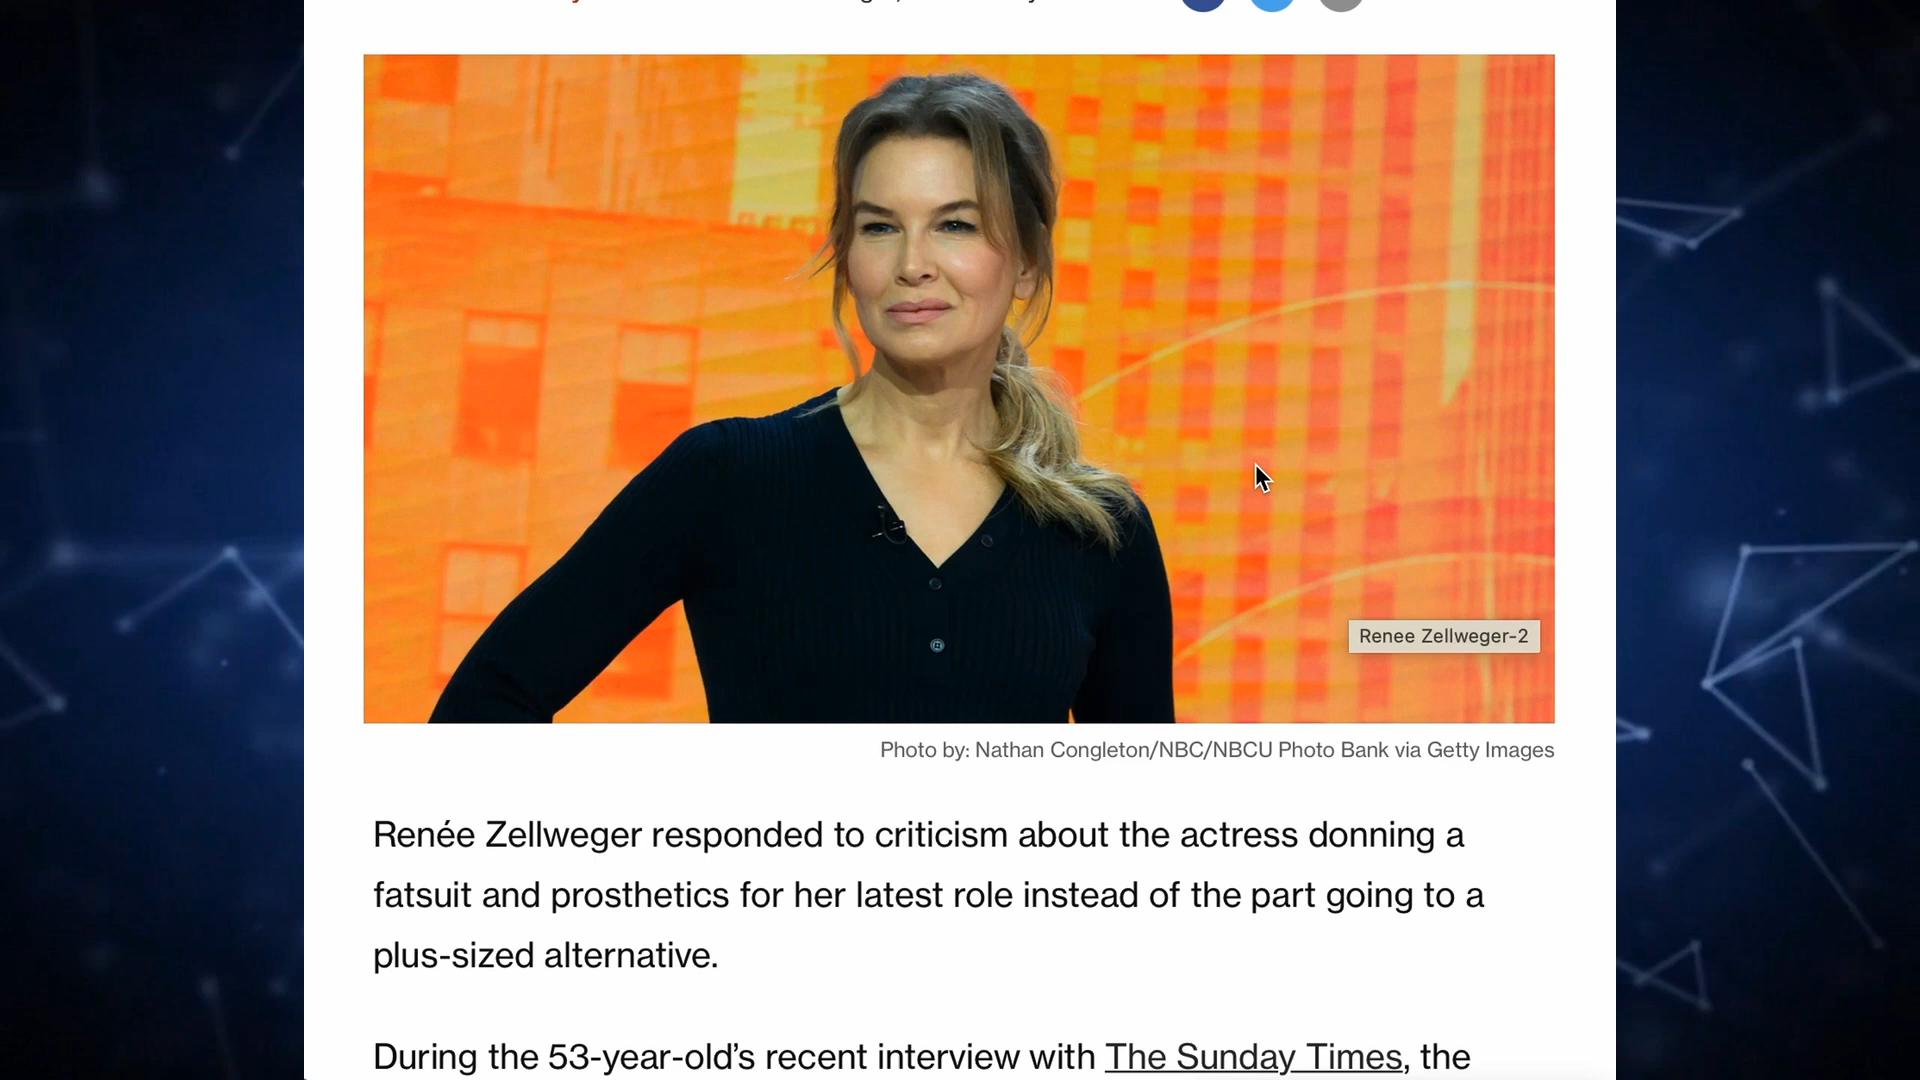 Renee Zellweger-2
Photo by: Nathan Congleton/NBC/NBCU Photo Bank via Getty Images
Renée Zellweger responded to criticism about the actress donning a
fatsuit and prosthetics for her latest role instead of the part going to a
plus-sized alternative.
During the 53-year-old’s recent interview with The Sunday Times, the